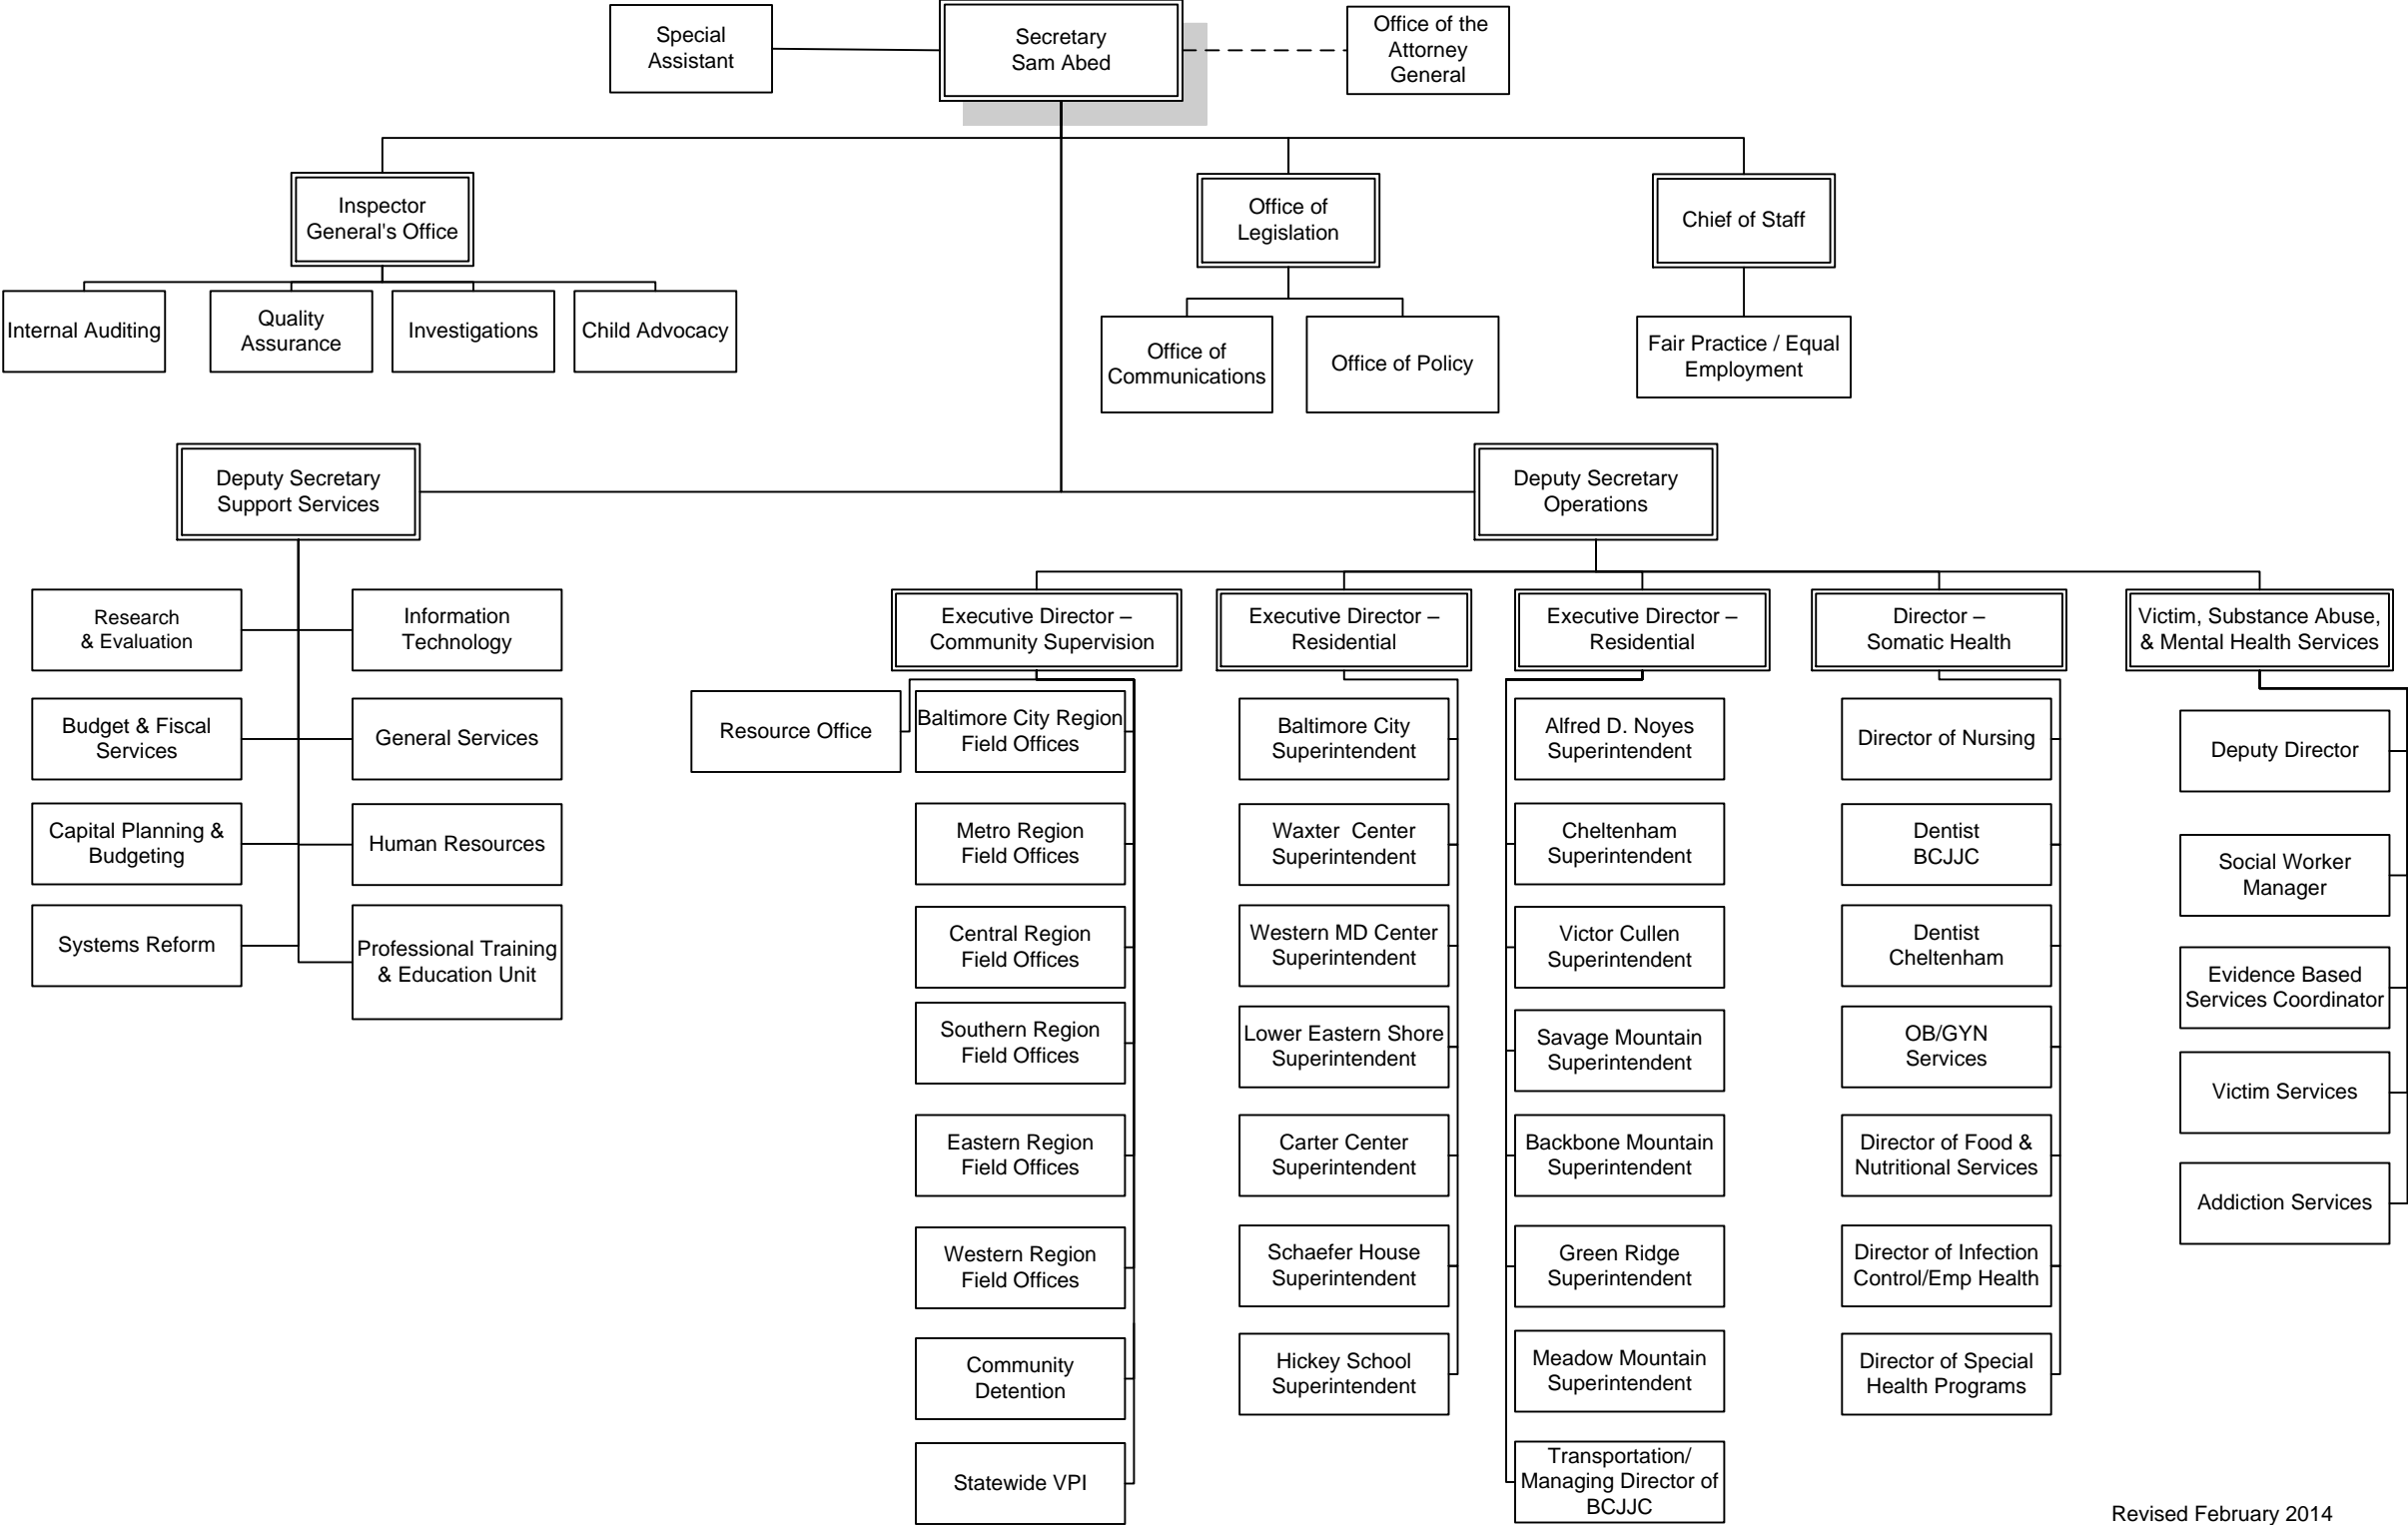 Special
Assistant
Secretary
Sam Abed
Office of the
Attorney
General
Inspector
General's Office
Office of
Legislation
Chief of Staff
Internal Auditing
Quality
Assurance
Investigations
Child Advocacy
Office of
Communications
Office of Policy
Fair Practice / Equal
Employment
Deputy Secretary
Support Services
Deputy Secretary
Operations
Research
& Evaluation
Information
Technology
Budget & Fiscal
Services
General Services
Capital Planning &
Budgeting
Human Resources
Systems Reform
Professional Training
& Education Unit
Executive Director –
Community Supervision
Resource Office
Baltimore City Region
Field Offices
Metro Region
Field Offices
Central Region
Field Offices
Southern Region
Field Offices
Eastern Region
Field Offices
Western Region
Field Offices
Community
Detention
Statewide VPI
Executive Director –
Residential
Baltimore City
Superintendent
Waxter Center
Superintendent
Western MD Center
Superintendent
Lower Eastern Shore
Superintendent
Carter Center
Superintendent
Schaefer House
Superintendent
Hickey School
Superintendent
Executive Director –
Residential
Alfred D. Noyes
Superintendent
Cheltenham
Superintendent
Victor Cullen
Superintendent
Savage Mountain
Superintendent
Backbone Mountain
Superintendent
Green Ridge
Superintendent
Meadow Mountain
Superintendent
Transportation/
Managing Director of
BCJJC
Director –
Somatic Health
Director of Nursing
Dentist
BCJJC
Dentist
Cheltenham
OB/GYN
Services
Director of Food &
Nutritional Services
Director of Infection
Control/Emp Health
Director of Special
Health Programs
Victim, Substance Abuse,
& Mental Health Services
Deputy Director
Social Worker
Manager
Evidence Based
Services Coordinator
Victim Services
Addiction Services
Revised February 2014